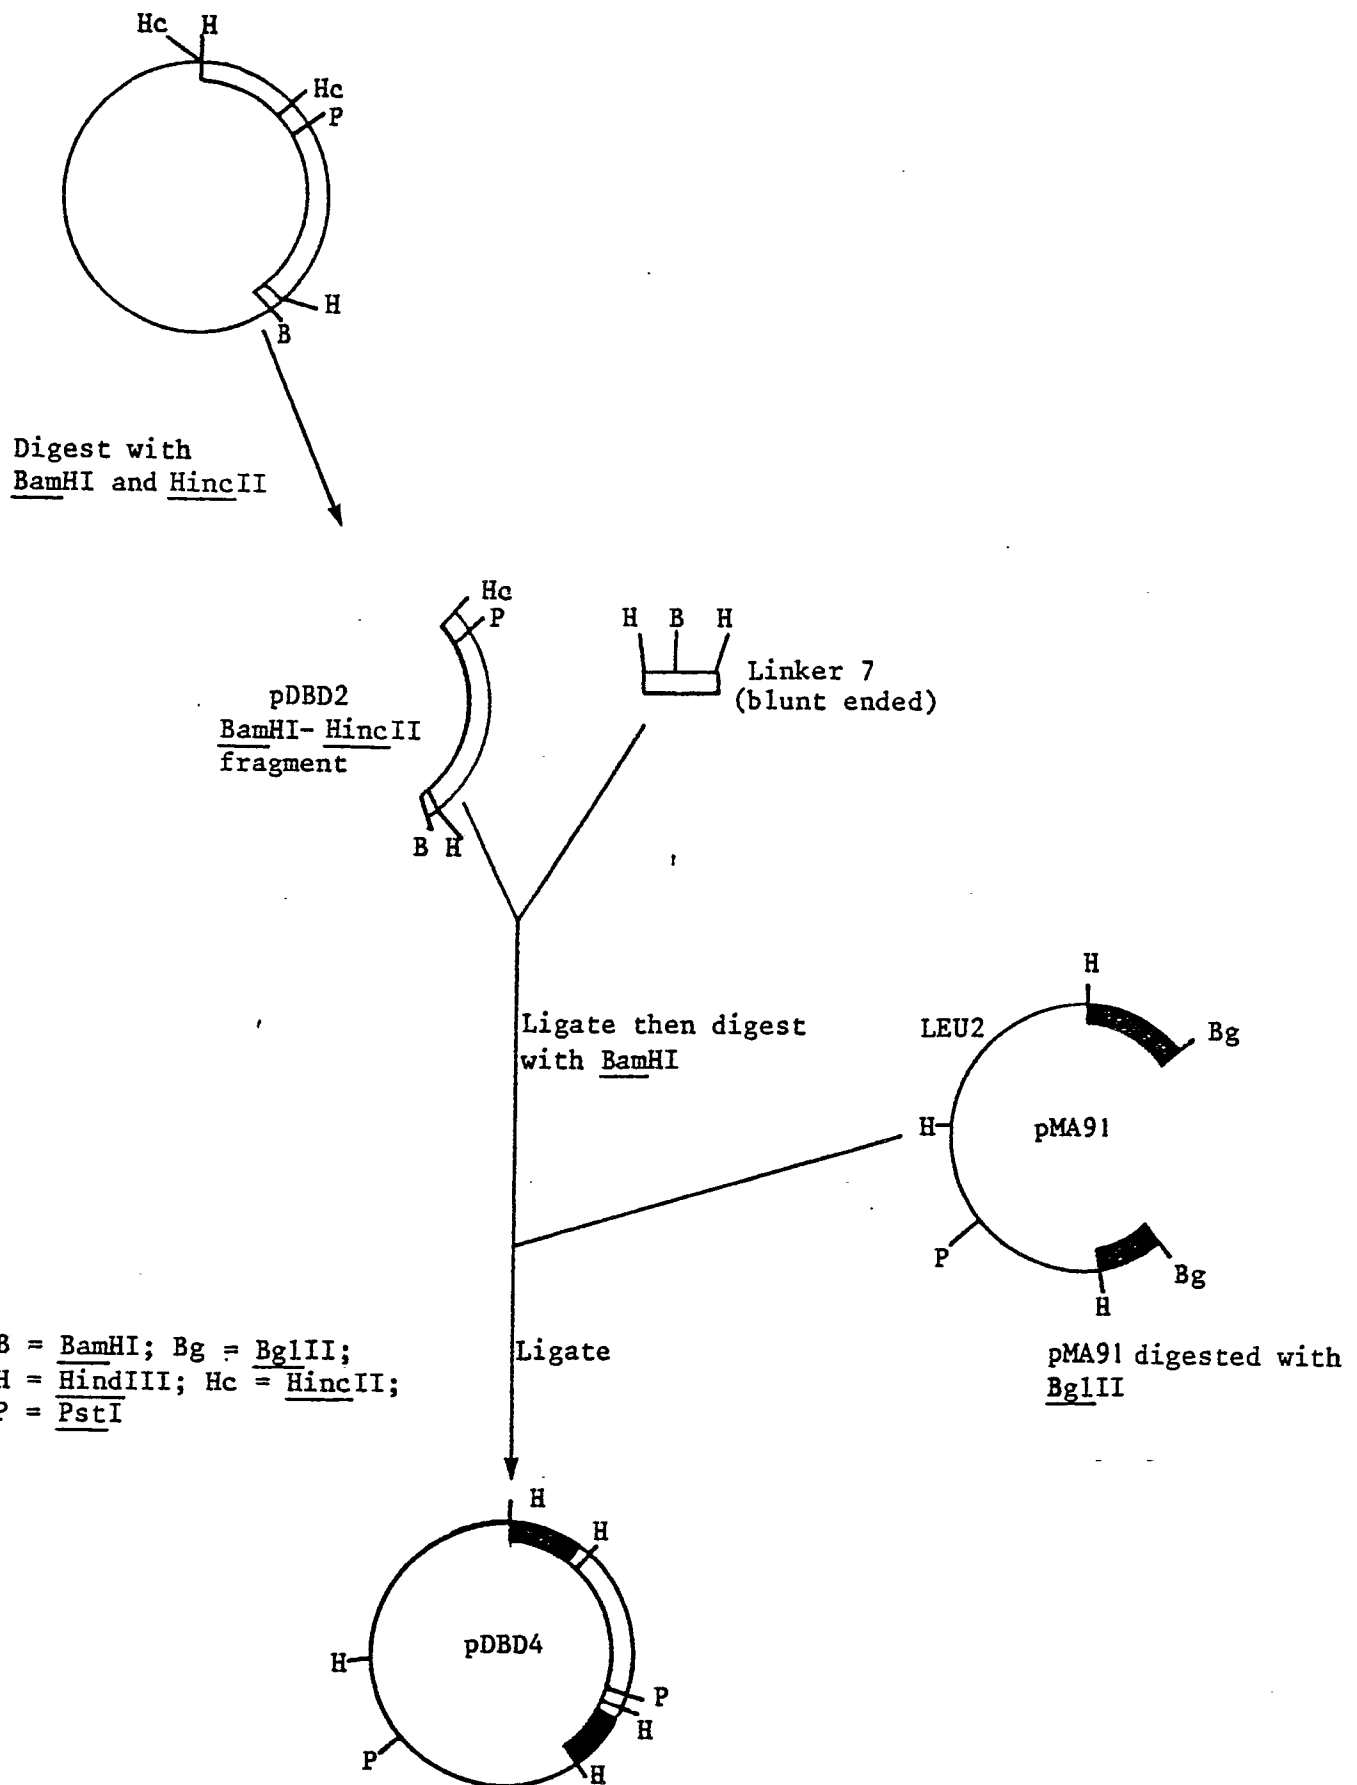 Hc H
Hc
P
H
B
Digest with
BamHI and HincII
Hc
P
pDBD2
BamHI- HincII
fragment
B H
H B H
Linker 7
(blunt ended)
Ligate then digest
with BamHI
H
LEU2
Bg
H
pMA91
P
Bg
H
pMA91 digested with
BglII
B = BamHI; Bg = BglII;
H = HindIII; Hc = HincII;
P = PstI
Ligate
H
H
pDBD4
H
P
H
P
H